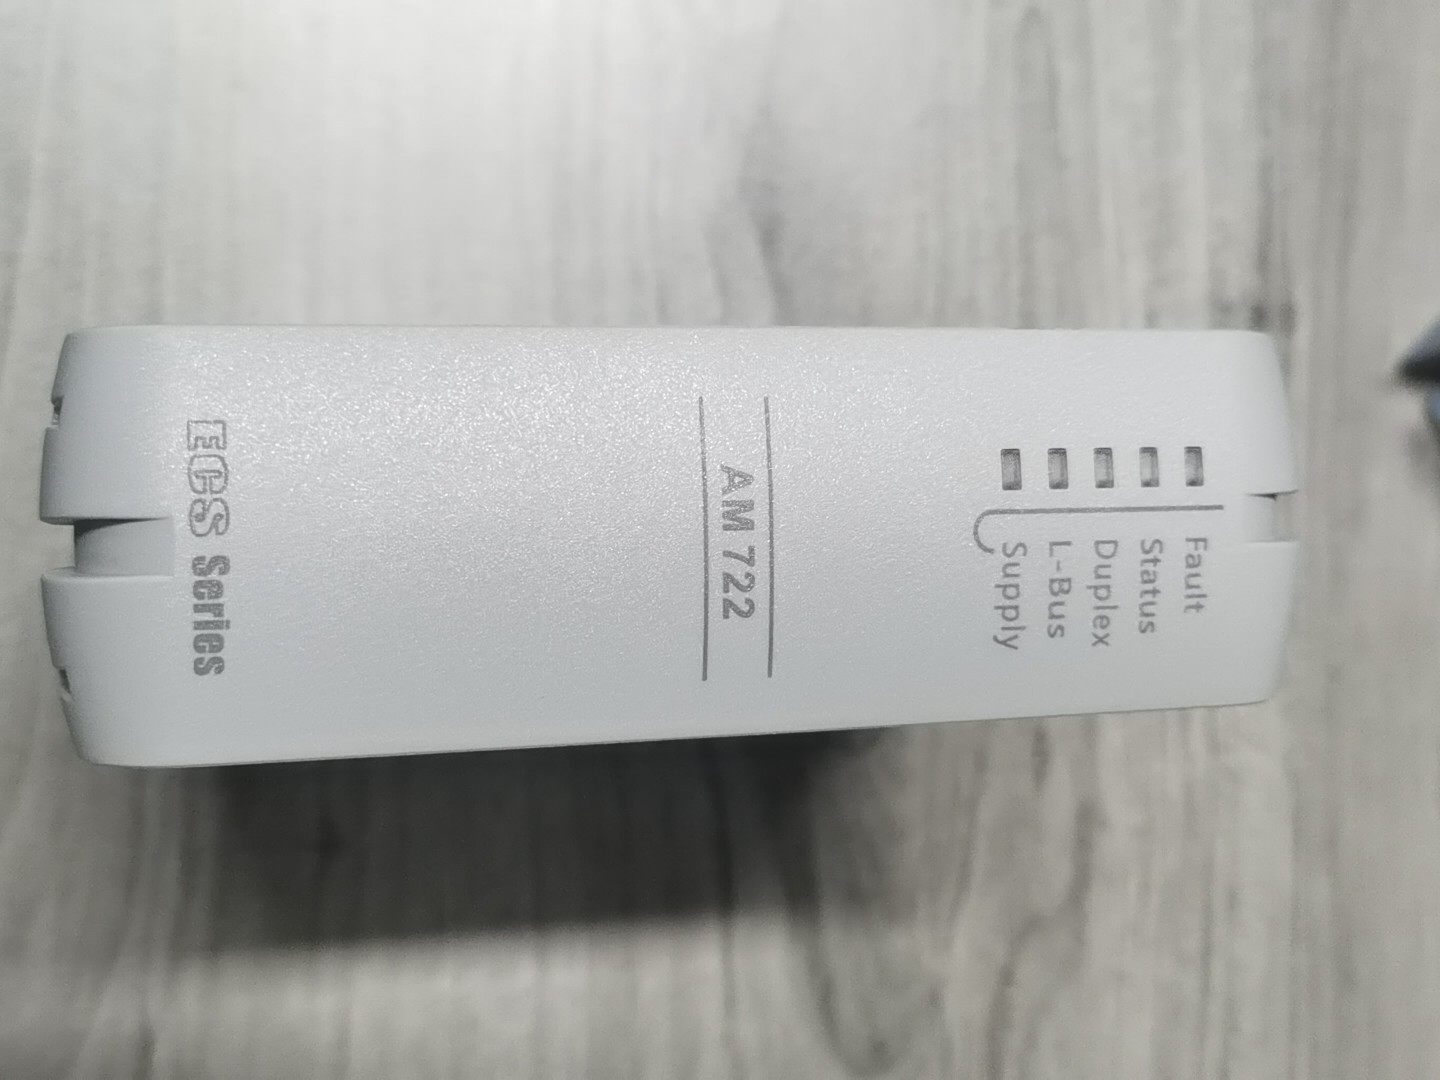 Fault
Status
Duplex
L-Bus
Supply
AM 722
ECS Series